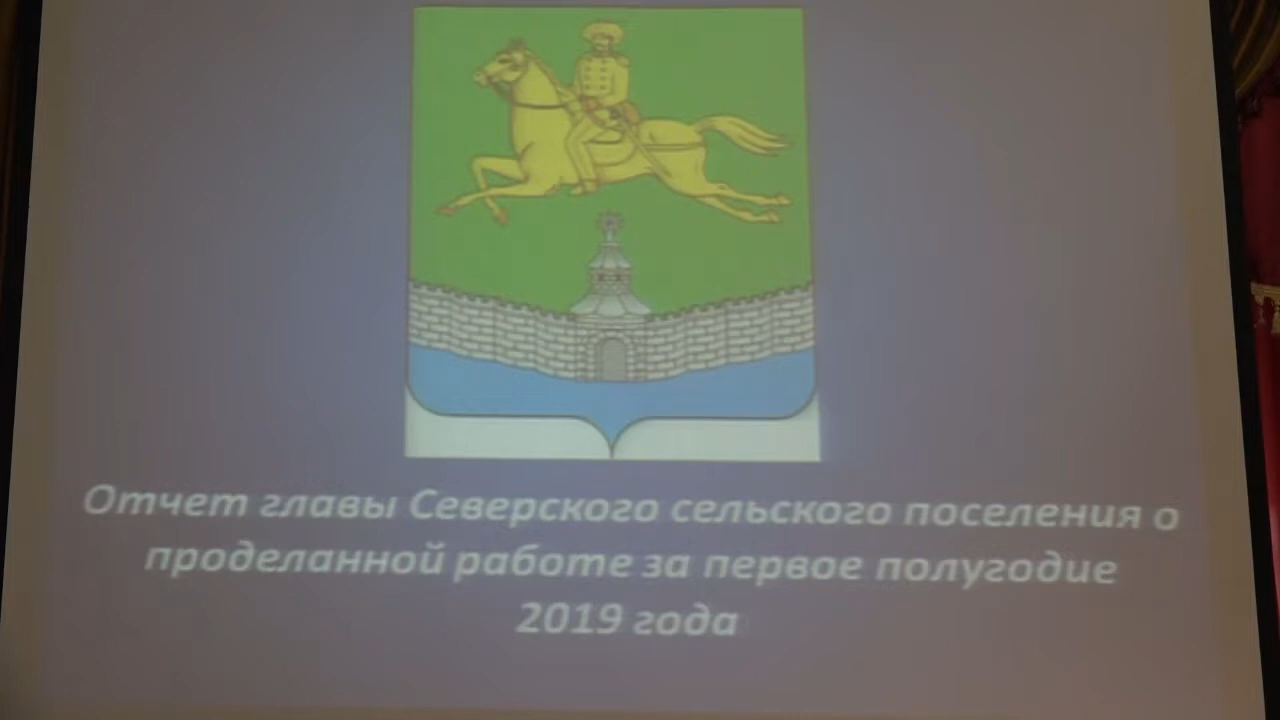 Отчет главы Северского сельского поселения о
проделанной работе за первое полугодие
2019 года